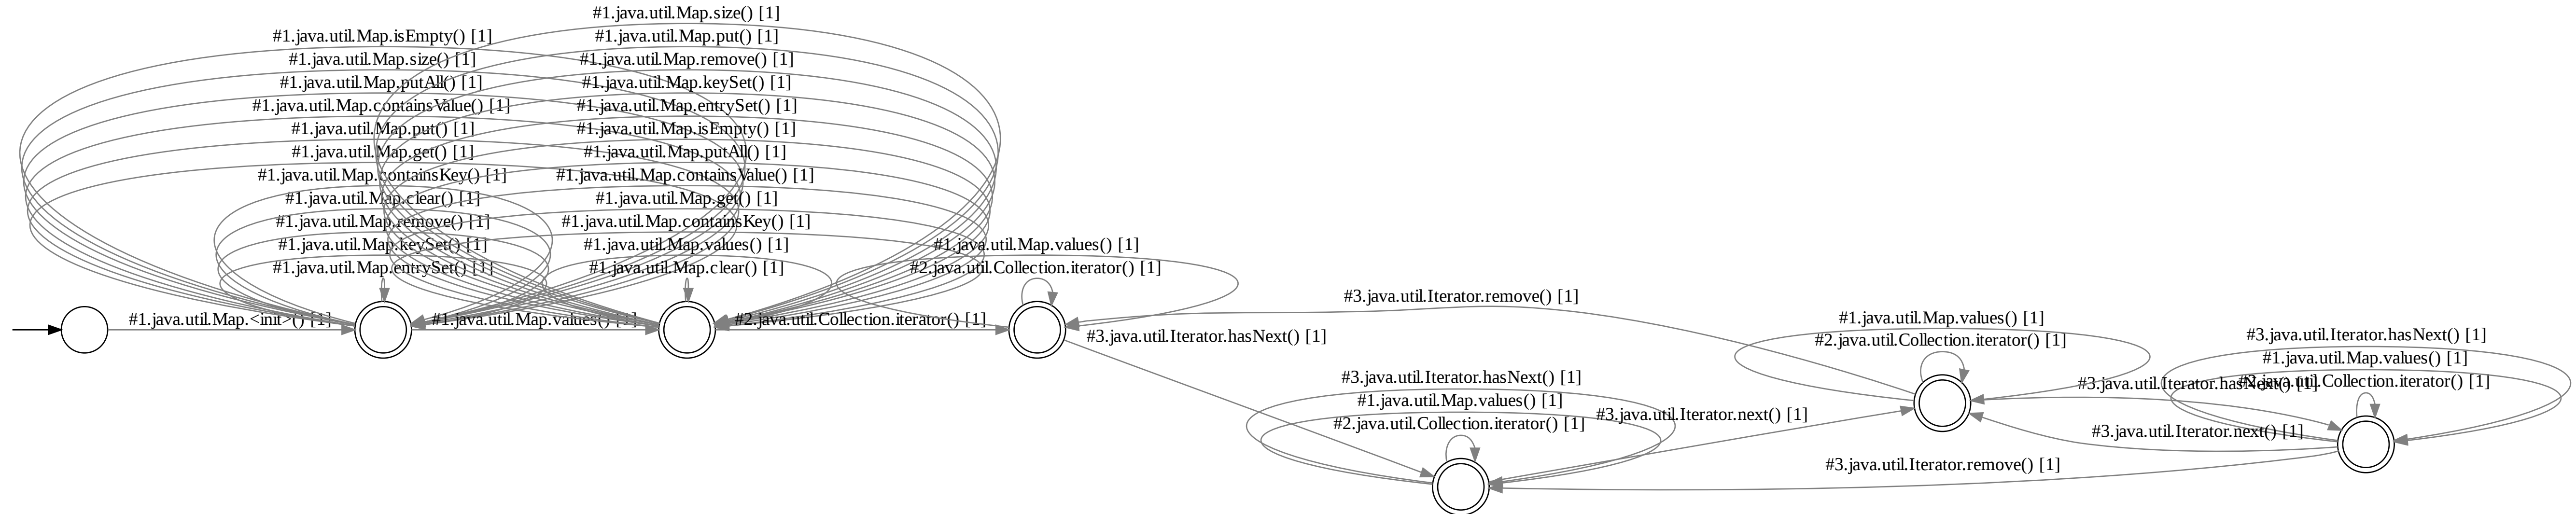 #1.java.util.Map.size() [1]
#1.java.util.Map.isEmpty() [1]
#1.java.util.Map.put() [1]
#1.java.util.Map.size() [1]
#1.java.util.Map.remove() [1]
#1.java.util.Map.putAll() [1]
#1.java.util.Map.keySet() [1]
#1.java.util.Map.containsValue() [1]
#1.java.util.Map.entrySet() [1]
#1.java.util.Map.put() [1]
#1.java.util.Map.isEmpty() [1]
#1.java.util.Map.get() [1]
#1.java.util.Map.putAll() [1]
#1.java.util.Map.containsKey() [1]
#1.java.util.Map.containsValue() [1]
#1.java.util.Map.clear() [1]
#1.java.util.Map.get() [1]
#1.java.util.Map.remove() [1]
#1.java.util.Map.containsKey() [1]
#1.java.util.Map.keySet() [1]
#1.java.util.Map.values() [1]
#1.java.util.Map.values() [1]
#1.java.util.Map.entrySet() [1]
#1.java.util.Map.clear() [1]
#2.java.util.Collection.iterator() [1]
#1.java.util.Map.<init>() [1]
#1.java.util.Map.values() [1]
#2.java.util.Collection.iterator() [1]
#3.java.util.Iterator.remove() [1]
#3.java.util.Iterator.hasNext() [1]
#1.java.util.Map.values() [1]
#2.java.util.Collection.iterator() [1]
#3.java.util.Iterator.hasNext() [1]
#1.java.util.Map.values() [1]
#3.java.util.Iterator.hasNext() [1]
#2.java.util.Collection.iterator() [1]
#3.java.util.Iterator.hasNext() [1]
#1.java.util.Map.values() [1]
#3.java.util.Iterator.next() [1]
#2.java.util.Collection.iterator() [1]
#3.java.util.Iterator.next() [1]
#3.java.util.Iterator.remove() [1]